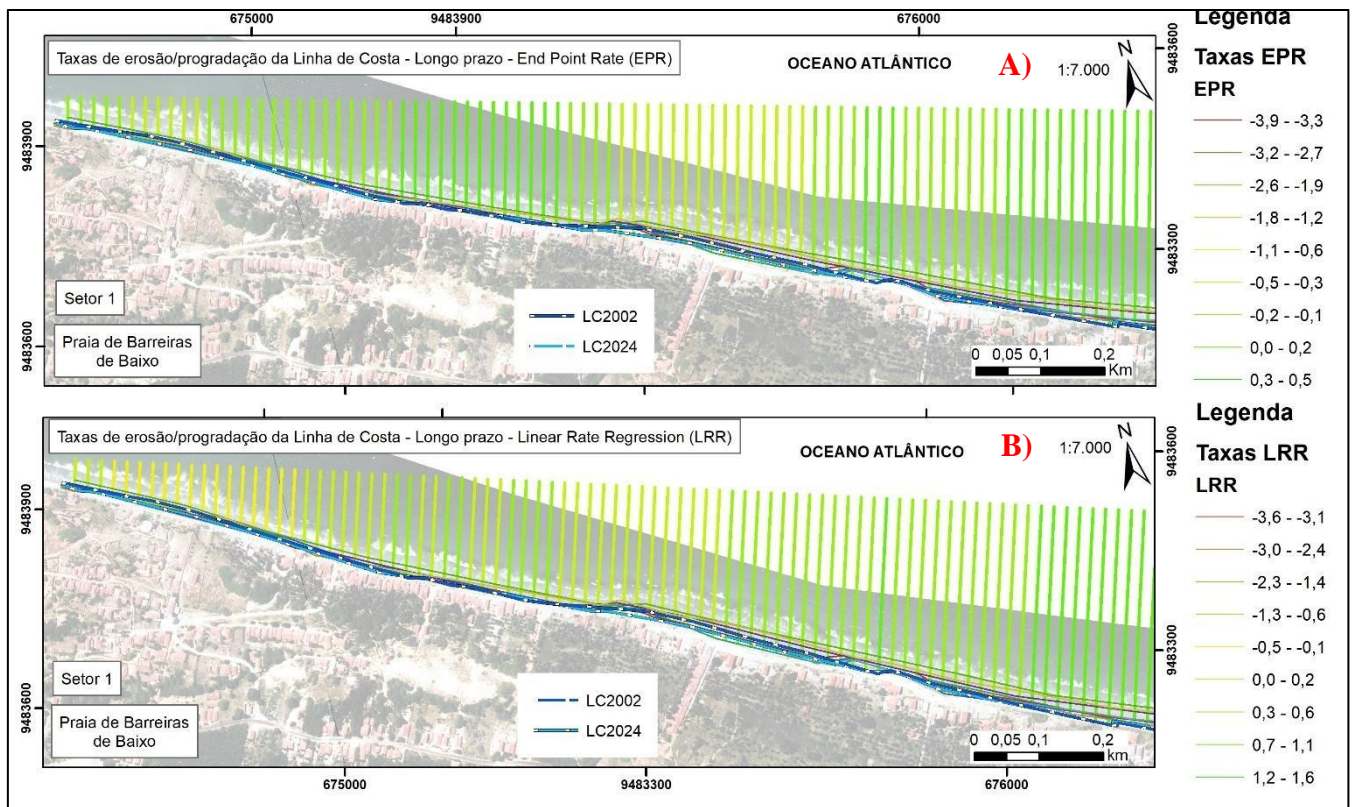 675000 9483900 676000
Taxas de erosão/progradação da Linha de Costa - Longo prazo - End Point Rate (EPR)
OCEANO ATLÂNTICO
A)
1:7.000
N
9483600
9483900
9483300
9483600
Setor 1
Praia de Barreiras
de Baixo
LC2002
LC2024
0 0,05 0,1 0,2
Km
Legenda
Taxas EPR
EPR
-3,9 - -3,3
-3,2 - -2,7
-2,6 - -1,9
-1,8 - -1,2
-1,1 - -0,6
-0,5 - -0,3
-0,2 - -0,1
0,0 - 0,2
0,3 - 0,5
Taxas de erosão/progradação da Linha de Costa - Longo prazo - Linear Rate Regression (LRR)
OCEANO ATLÂNTICO
B)
1:7.000
N
9483600
9483900
9483300
9483600
Setor 1
Praia de Barreiras
de Baixo
LC2002
LC2024
0 0,05 0,1 0,2
Km
675000 9483300 676000
Legenda
Taxas LRR
LRR
-3,6 - -3,1
-3,0 - -2,4
-2,3 - -1,4
-1,3 - -0,6
-0,5 - -0,1
0,0 - 0,2
0,3 - 0,6
0,7 - 1,1
1,2 - 1,6